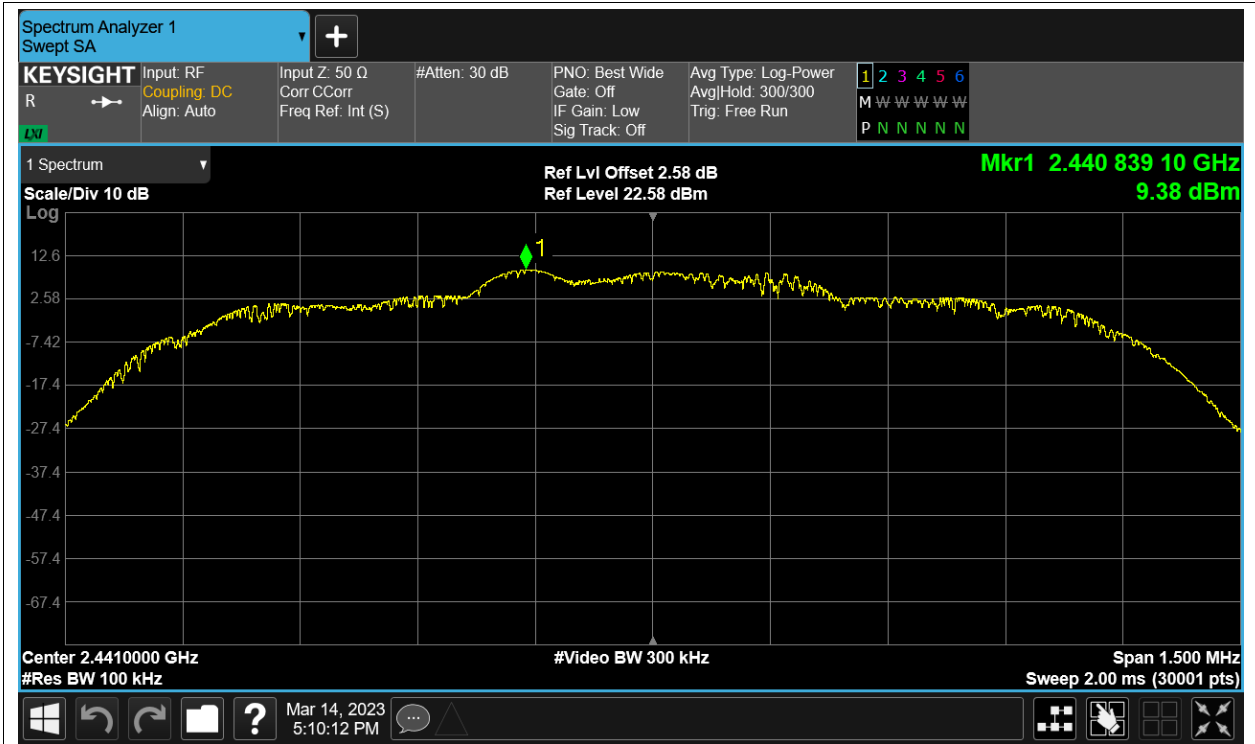 Spectrum Analyzer 1
Swept SA
KEYSIGHT
R
LXI
Input: RF
Coupling: DC
Align: Auto
Input Z: 50 Ω
Corr CCorr
Freq Ref: Int (S)
#Atten: 30 dB
PNO: Best Wide
Gate: Off
IF Gain: Low
Sig Track: Off
Avg Type: Log-Power
Avg|Hold: 300/300
Trig: Free Run
1 2 3 4 5 6
M W W W W W W
P N N N N N
1 Spectrum
Scale/Div 10 dB
Log
Ref Lvl Offset 2.58 dB
Ref Level 22.58 dBm
Mkr1 2.440 839 10 GHz
9.38 dBm
1
12.6
2.58
-7.42
-17.4
-27.4
-37.4
-47.4
-57.4
-67.4
Center 2.4410000 GHz
#Res BW 100 kHz
#Video BW 300 kHz
Span 1.500 MHz
Sweep 2.00 ms (30001 pts)
?
Mar 14, 2023
5:10:12 PM